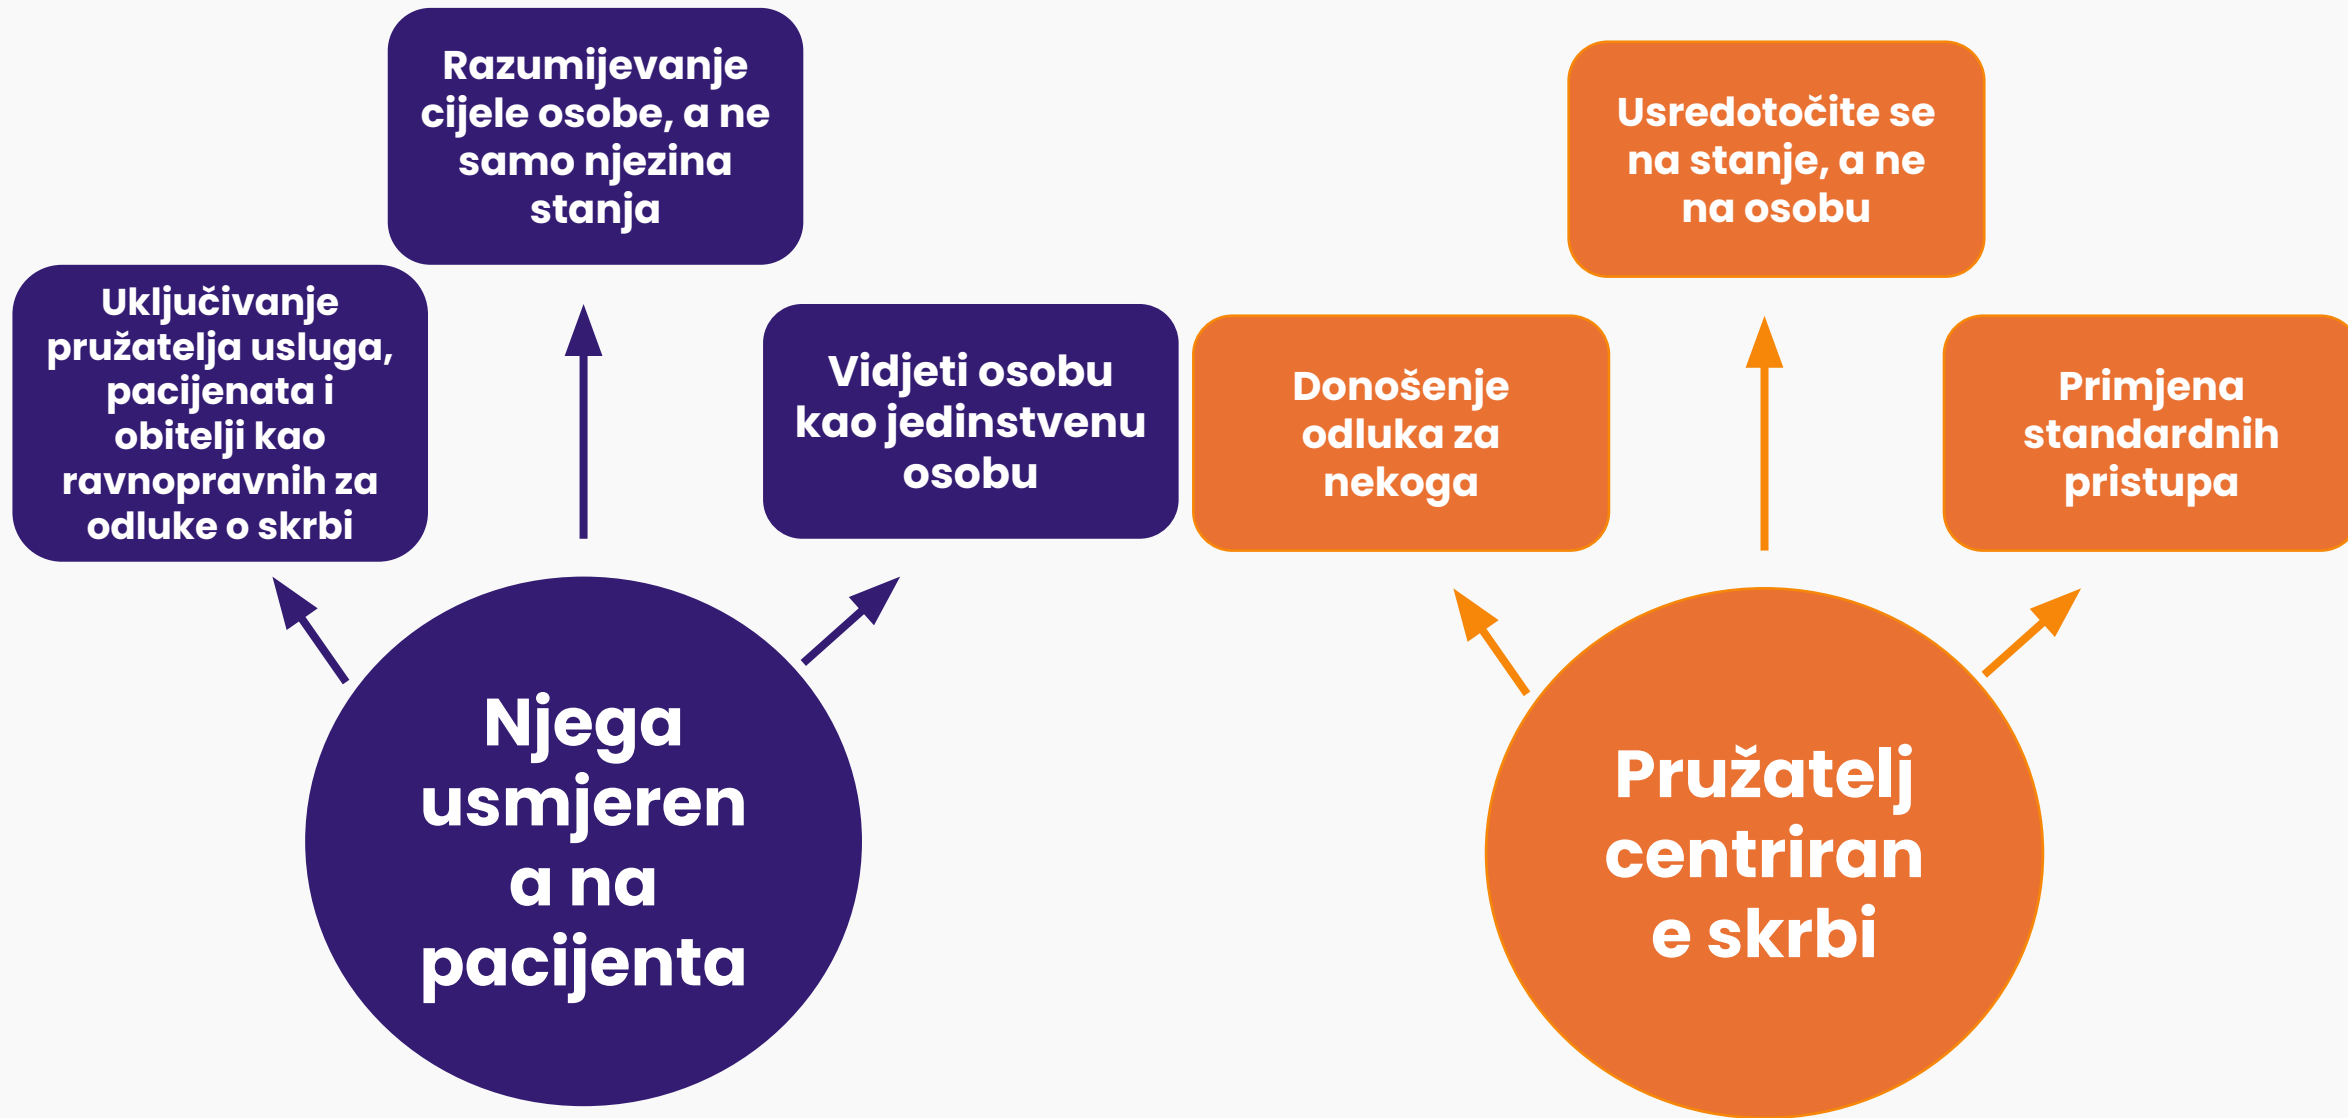 Razumijevanje
cijele osobe, a ne
samo njezina
stanja
Uključivanje
pružatelja usluga,
pacijenata i
obitelji kao
ravnopravnih za
odluke o skrbi
Vidjeti osobu
kao jedinstvenu
osobu
Njega
usmjeren
a na
pacijenta
Usredotočite se
na stanje, a ne
na osobu
Donošenje
odluka za
nekoga
Primjena
standardnih
pristupa
Pružatelj
centriran
e skrbi